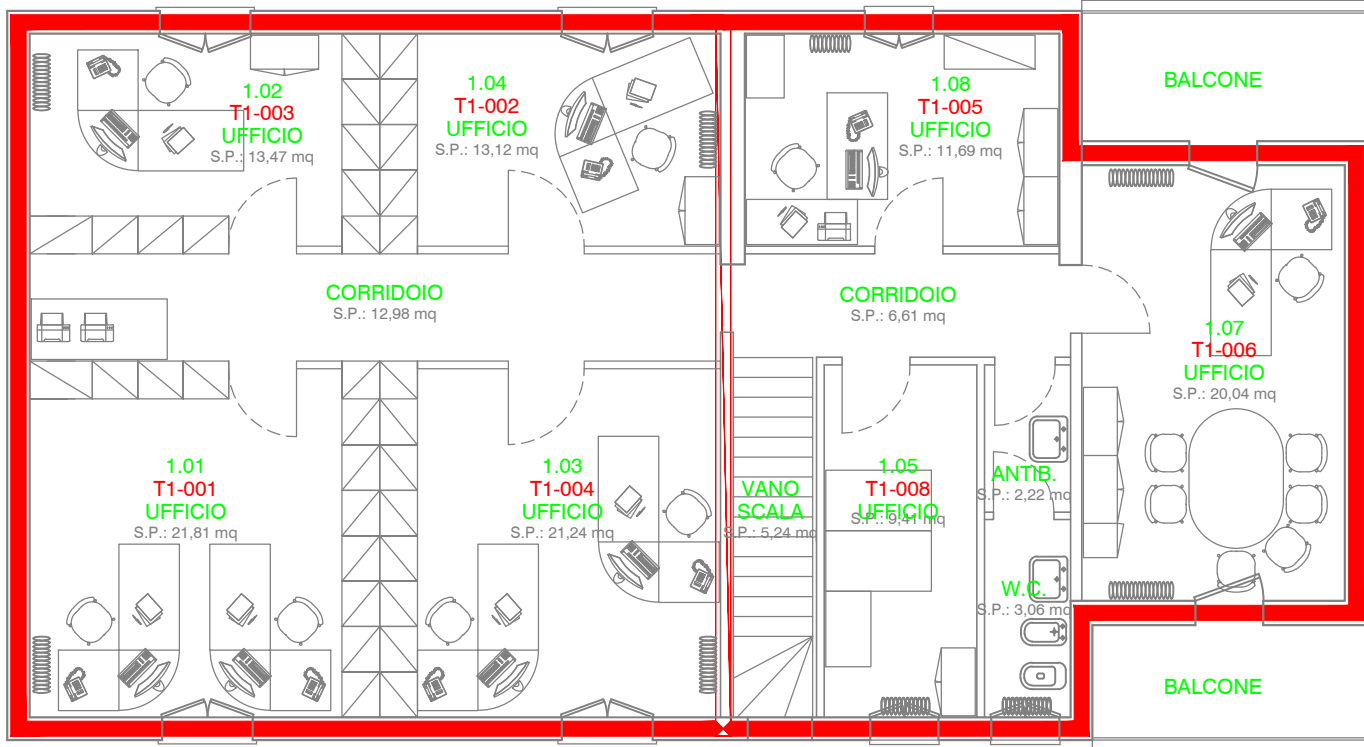 1.02
T1-003
UFFICIO
S.P.: 13,47 mq
1.04
T1-002
UFFICIO
S.P.: 13,12 mq
1.08
T1-005
UFFICIO
S.P.: 11,69 mq
BALCONE
CORRIDOIO
S.P.: 12,98 mq
CORRIDOIO
S.P.: 6,61 mq
1.07
T1-006
UFFICIO
S.P.: 20,04 mq
1.01
T1-001
UFFICIO
S.P.: 21,81 mq
1.03
T1-004
UFFICIO
S.P.: 21,24 mq
VANO
SCALA
S.P.: 5,24 mq
1.05
T1-008
UFFICIO
S.P.: 9,41 mq
ANTIB.
S.P.: 2,22 mq
W.C.
S.P.: 3,06 mq
BALCONE